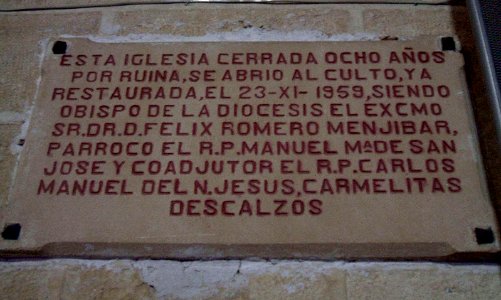 ESTA IGLESIA CERRADA OCHO AÑOS
POR RUINA, SE ABRIO AL CULTO, YA
RESTAURADA, EL 23-XI-1959, SIENDO
OBISPO DE LA DIOCESIS EL EXCMO
SR.DR.D.FELIX ROMERO MENJIBAR,
PARROCO EL R.P.MANUEL Mª DE SAN
JOSE Y COADJUTOR EL R.P.CARLOS
MANUEL DEL N.JESUS, CARMELITAS
DESCALZOS